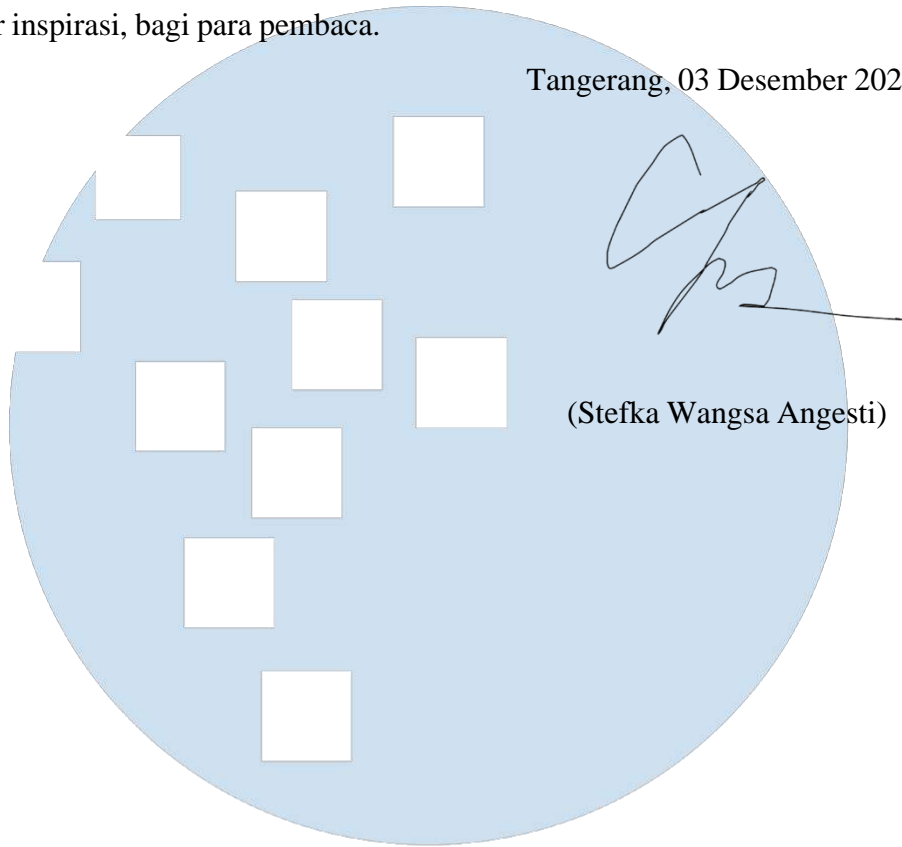 r inspirasi, bagi para pembaca.
Tangerang, 03 Desember 202
(Stefka Wangsa Angesti)